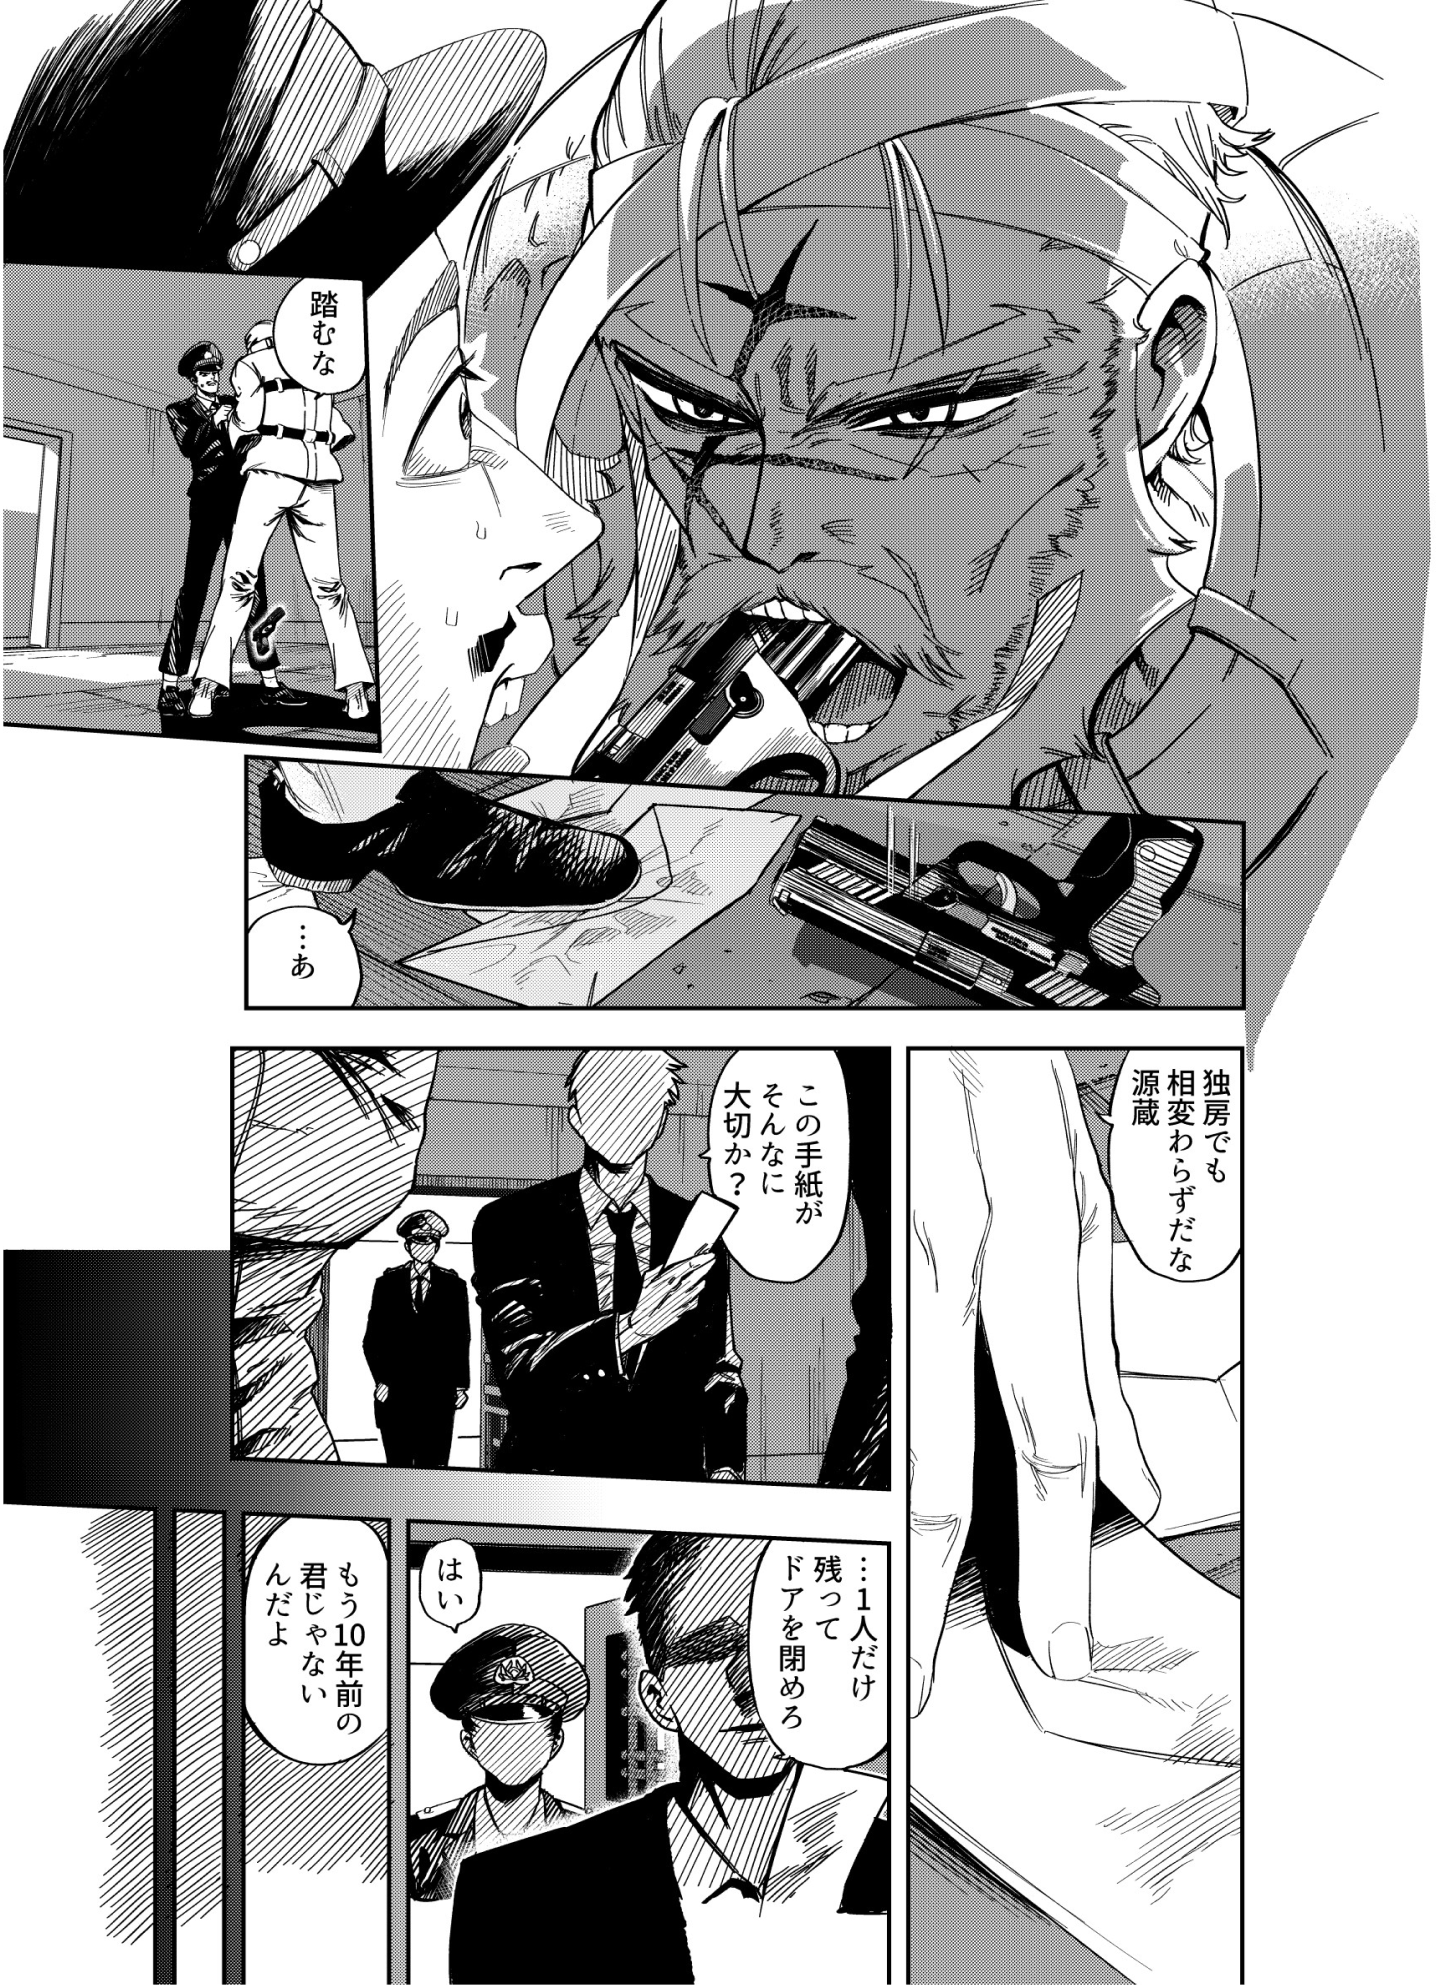 踏むな
…あ
独房でも
相変わらずだな
源蔵
この手紙が
そんなに
大切か？
…1人だけ
残って
ドアを閉めろ
はい
もう10年前の
君じゃない
んだよ